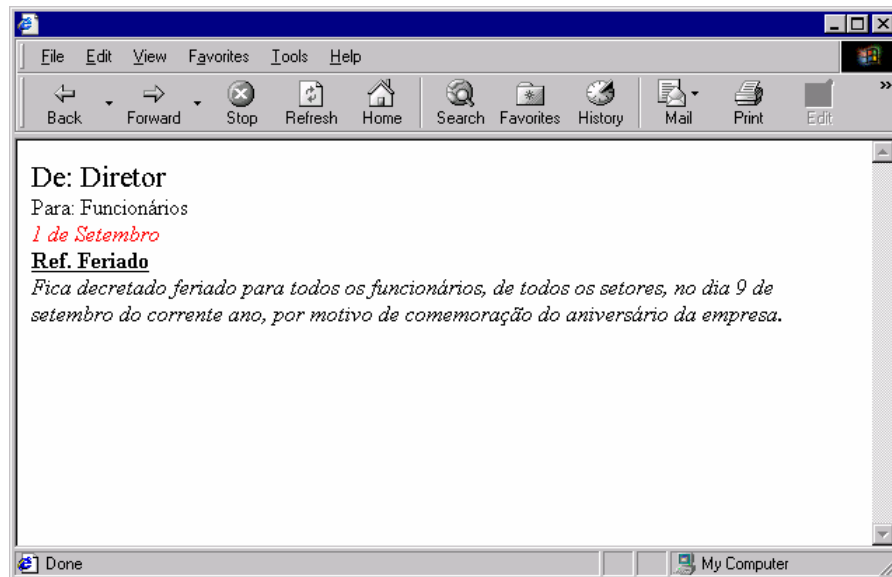 File Edit View Favorites Tools Help
Back Forward Stop Refresh Home Search Favorites History Mail Print Edit
De: Diretor
Para: Funcionários
1 de Setembro
Ref. Feriado
Fica decretado feriado para todos os funcionários, de todos os setores, no dia 9 de
setembro do corrente ano, por motivo de comemoração do aniversário da empresa.
Done My Computer